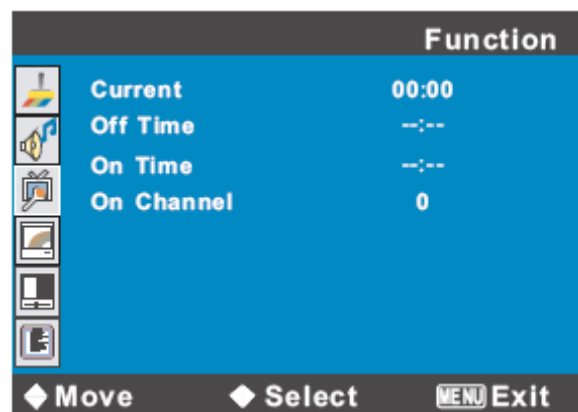 Function
Current 00:00
Off Time --:--
On Time --:--
On Channel 0
Move Select MENU Exit